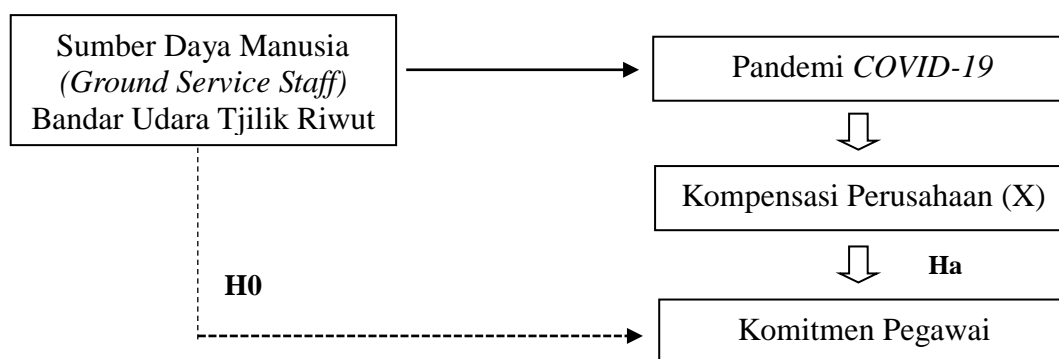 Sumber Daya Manusia
(Ground Service Staff)
Bandar Udara Tjilik Riwut
Pandemi COVID-19
Kompensasi Perusahaan (X)
Ha
H0
Komitmen Pegawai